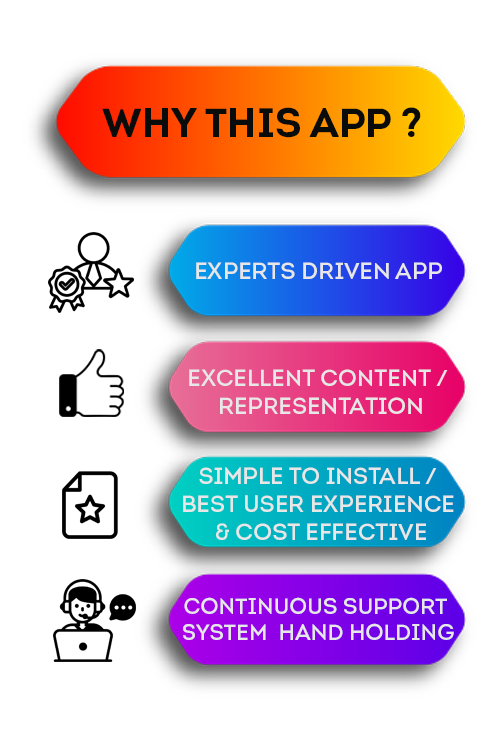 WHY THIS APP ?
EXPERTS DRIVEN APP
EXCELLENT CONTENT /
REPRESENTATION
SIMPLE TO INSTALL /
BEST USER EXPERIENCE
& COST EFFECTIVE
CONTINUOUS SUPPORT
SYSTEM HAND HOLDING